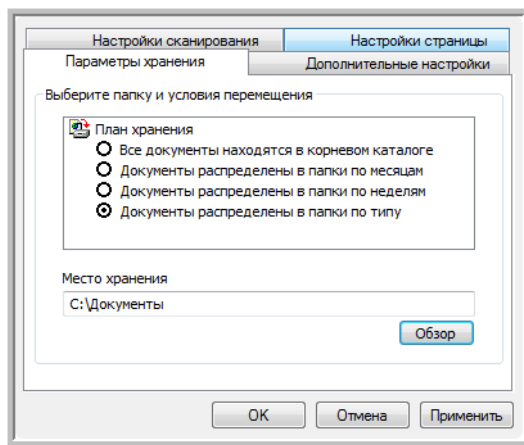 Настройки сканирования
Настройки страницы
Параметры хранения
Дополнительные настройки
Выберите папку и условия перемещения
План хранения
Все документы находятся в корневом каталоге
Документы распределены в папки по месяцам
Документы распределены в папки по неделям
Документы распределены в папки по типу
Место хранения
C:\Документы
Обзор
OK
Отмена
Применить